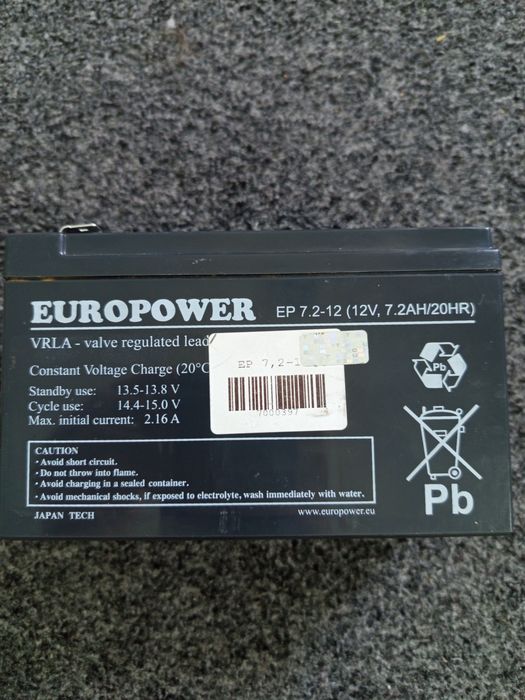 EUROPOWER EP 7.2-12 (12V, 7.2AH/20HR)
VRLA - valve regulated lead
Constant Voltage Charge (20°C
Standby use: 13.5-13.8 V
Cycle use: 14.4-15.0 V
Max. initial current: 2.16 A
EP 7,2-1
7000397
Pb
CAUTION
· Avoid short circuit.
· Do not throw into flame.
· Avoid charging in a sealed container.
· Avoid mechanical shocks, if exposed to electrolyte, wash immediately with water.
Pb
JAPAN TECH www.europower.eu